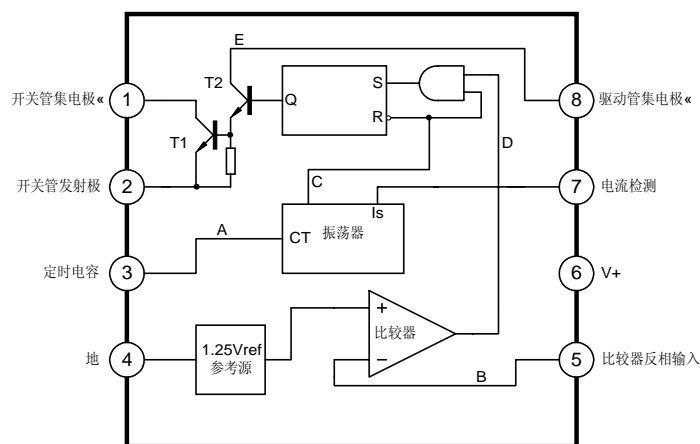 E
开关管集电极«
1
T2
Q
S
R
8
驱动管集电极«
T1
D
开关管发射极
2
C
7
电流检测
A
Is
CT
振荡器
定时电容
3
6
V+
地
4
1.25Vref
参考源
+
比较器
−
B
5
比较器反相输入